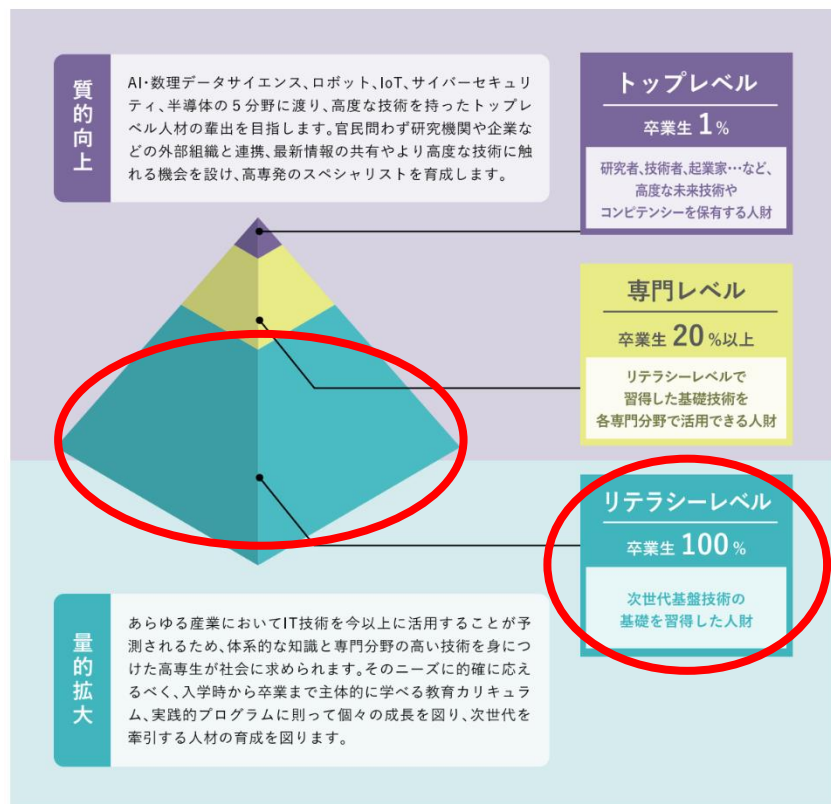 質的向上
AI・数理データサイエンス、ロボット、IoT、サイバーセキュリ
ティ、半導体の5分野に渡り、高度な技術を持ったトップレ
ベル人材の輩出を目指します。官民問わず研究機関や企業な
どの外部組織と連携、最新情報の共有やより高度な技術に触
れる機会を設け、高専発のスペシャリストを育成します。
トップレベル
卒業生 1%
研究者、技術者、起業家…など、
高度な未来技術や
コンピテンシーを保有する人財
専門レベル
卒業生 20%以上
リテラシーレベルで
習得した基礎技術を
各専門分野で活用できる人財
リテラシーレベル
卒業生 100%
次世代基盤技術の
基礎を習得した人財
量的拡大
あらゆる産業においてIT技術を今以上に活用することが予
測されるため、体系的な知識と専門分野の高い技術を身につ
けた高専生が社会に求められます。そのニーズに的確に応え
るべく、入学時から卒業まで主体的に学べる教育カリキュラ
ム、実践的プログラムに則って個々の成長を図り、次世代を
牽引する人材の育成を図ります。